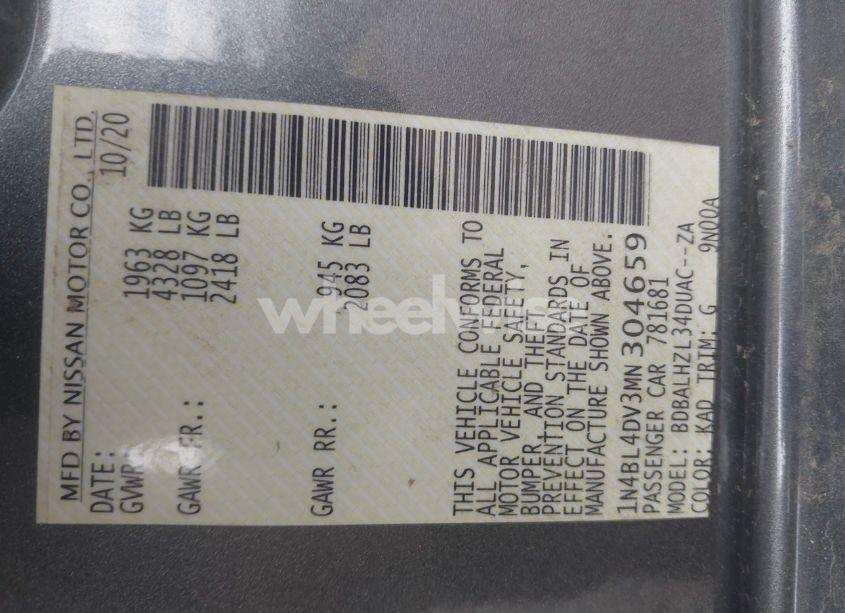 MFD BY NISSAN MOTOR CO., LTD.
DATE: 10/20
GVWR 1963 KG
4328 LB
GAWR FR.: 1097 KG
2418 LB
GAWR RR.: 945 KG
2083 LB
THIS VEHICLE CONFORMS TO
ALL APPLICABLE FEDERAL
MOTOR VEHICLE SAFETY,
BUMPER AND THEFT
PREVENTION STANDARDS IN
EFFECT ON THE DATE OF
MANUFACTURE SHOWN ABOVE.
1N4BL4DV3MN304659
PASSENGER CAR 781681
MODEL: BDBALHZL34DUAC--ZA
COLOR: KAD TRIM: G 9N00A